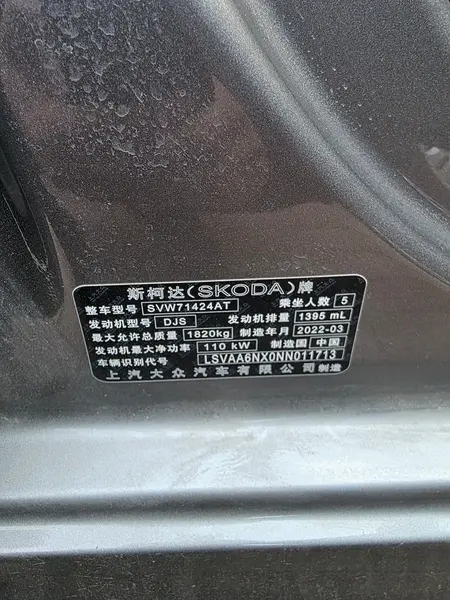 斯柯达(SKODA)牌
整车型号 SVW71424AT 乘坐人数 5
发动机型号 DJS 发动机排量 1395 mL
最大允许总质量 1820kg 制造年月 2022-03
发动机最大净功率 110 kW 制造国 中国
车辆识别代号 LSVAA6NX0NN011713
上汽大众汽车有限公司 制造